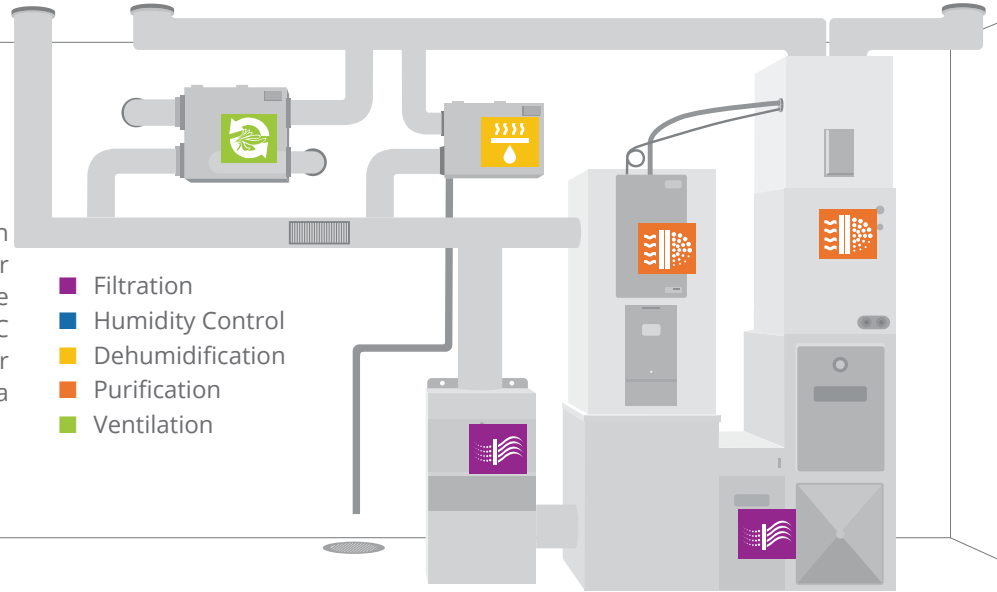 n
r
e
C
r
a
Filtration
Humidity Control
Dehumidification
Purification
Ventilation